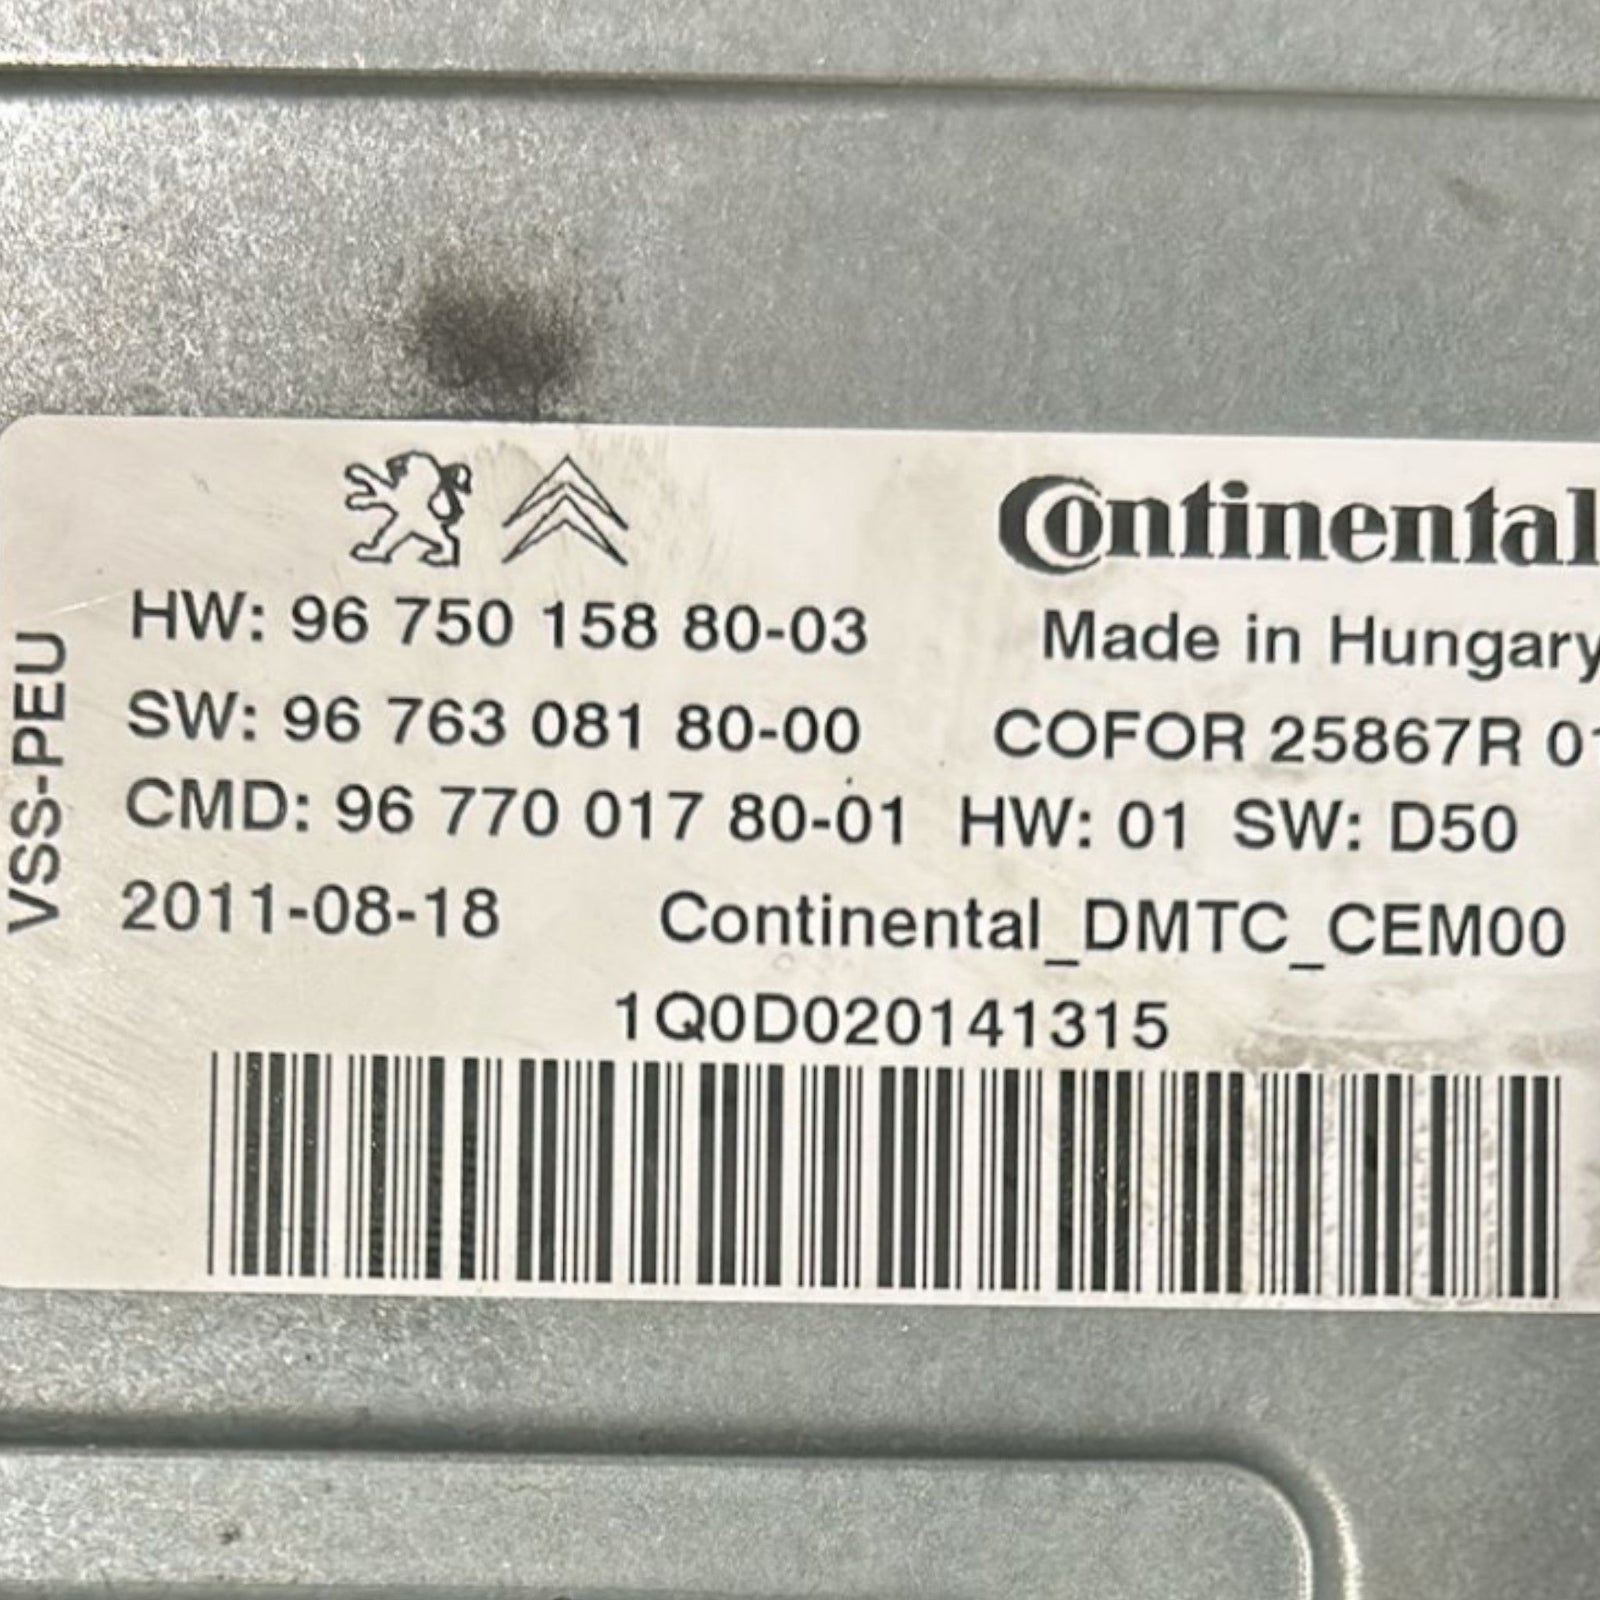 Continental
HW: 96 750 158 80-03
Made in Hungary
SW: 96 763 081 80-00
COFOR 25867R 01
CMD: 96 770 017 80-01 HW: 01 SW: D50
2011-08-18 Continental_DMTC_CEM00
1Q0D020141315
VSS-PEU